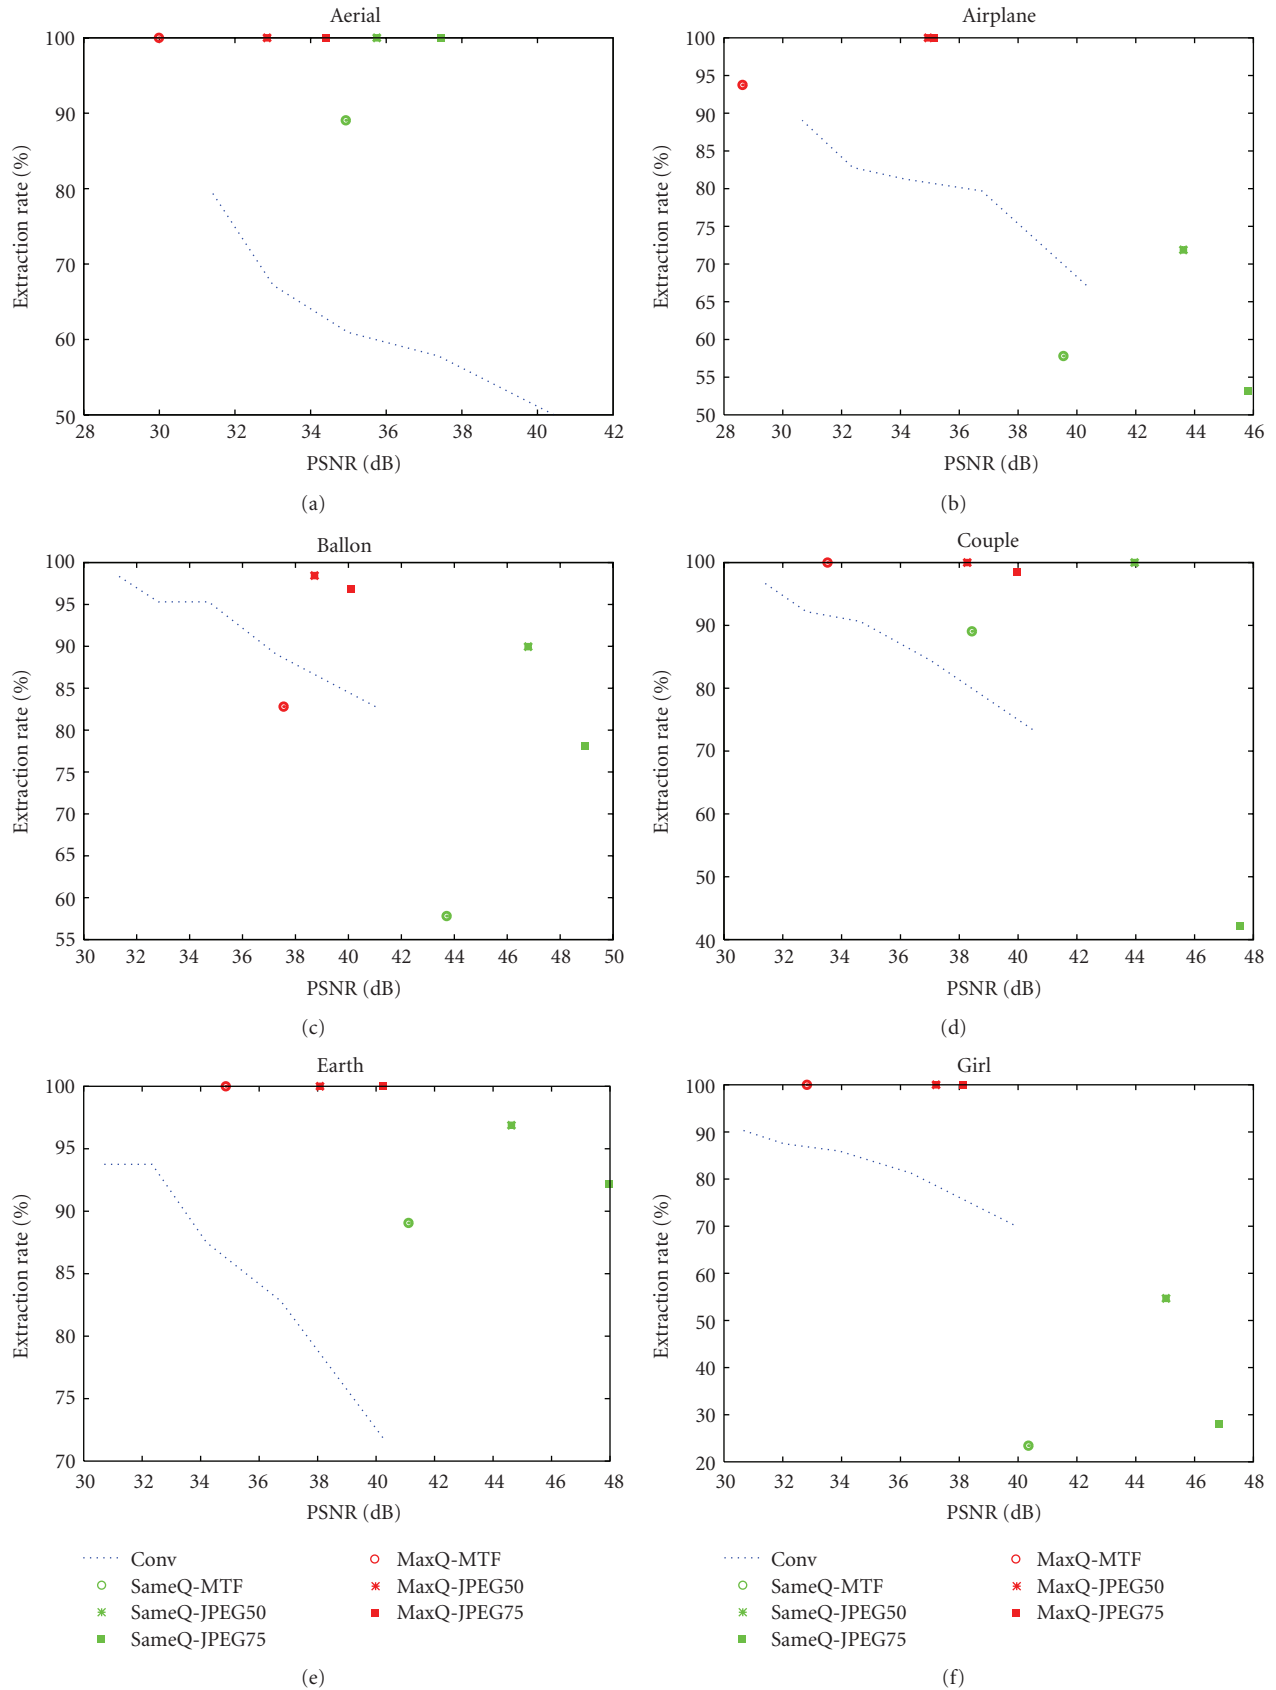 Aerial
100
90
80
70
60
50
28 30 32 34 36 38 40 42
Extraction rate (%)
PSNR (dB)
(a)
Airplane
100
95
90
85
80
75
70
65
60
55
50
28 30 32 34 36 38 40 42 44 46
Extraction rate (%)
PSNR (dB)
(b)
Ballon
100
95
90
85
80
75
70
65
60
55
30 32 34 36 38 40 42 44 46 48 50
Extraction rate (%)
PSNR (dB)
(c)
Couple
100
90
80
70
60
50
40
30 32 34 36 38 40 42 44 46 48
Extraction rate (%)
PSNR (dB)
(d)
Earth
100
95
90
85
80
75
70
30 32 34 36 38 40 42 44 46 48
Extraction rate (%)
PSNR (dB)
Conv
SameQ-MTF
SameQ-JPEG50
SameQ-JPEG75
MaxQ-MTF
MaxQ-JPEG50
MaxQ-JPEG75
(e)
Girl
100
90
80
70
60
50
40
30
20
30 32 34 36 38 40 42 44 46 48
Extraction rate (%)
PSNR (dB)
Conv
SameQ-MTF
SameQ-JPEG50
SameQ-JPEG75
MaxQ-MTF
MaxQ-JPEG50
MaxQ-JPEG75
(f)